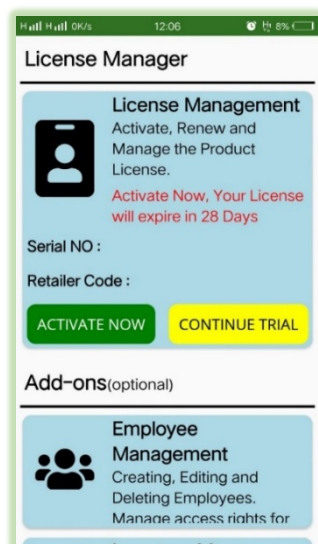 H H 0K/s 12:06 8%
License Manager
License Management
Activate, Renew and
Manage the Product
License.
Activate Now, Your License
will expire in 28 Days
Serial NO :
Retailer Code :
ACTIVATE NOW CONTINUE TRIAL
Add-ons(optional)
Employee
Management
Creating, Editing and
Deleting Employees.
Manage access rights for